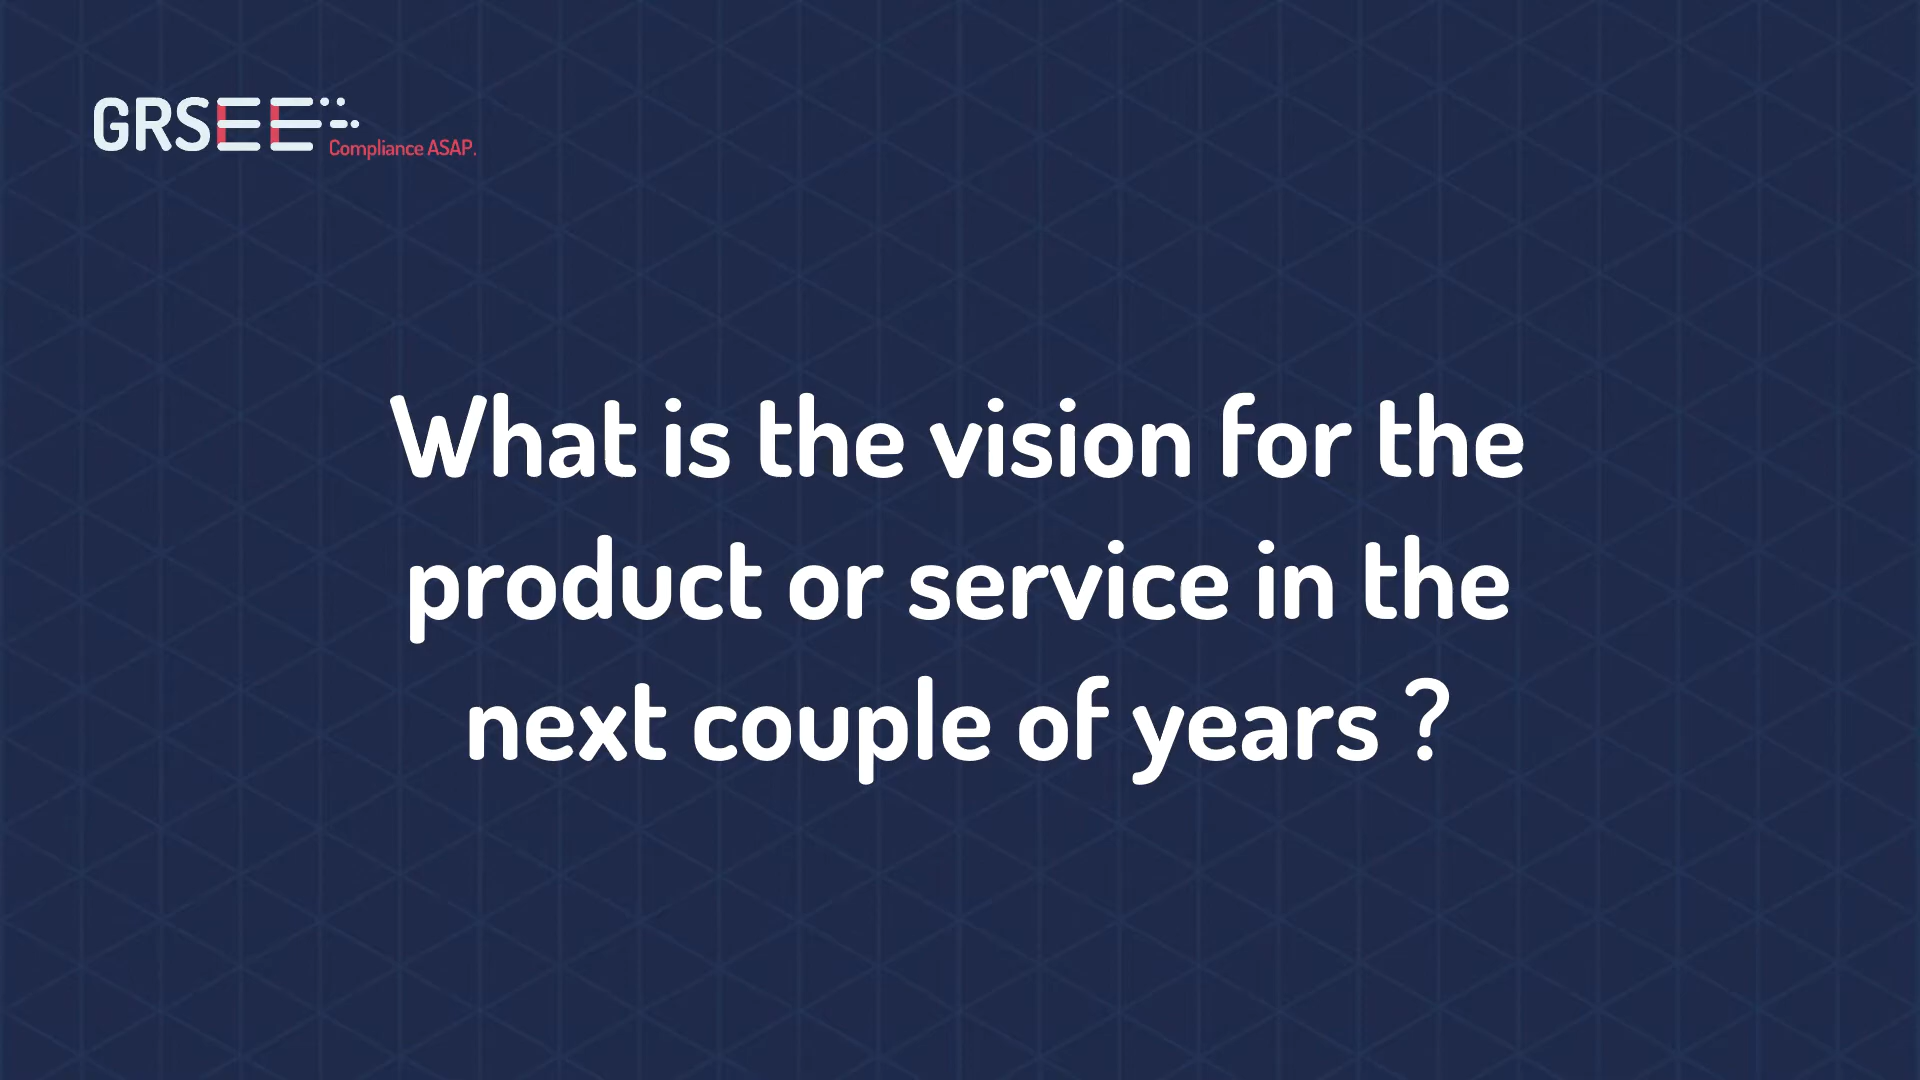 GRSEE
Compliance ASAP.
What is the vision for the
product or service in the
next couple of years ?